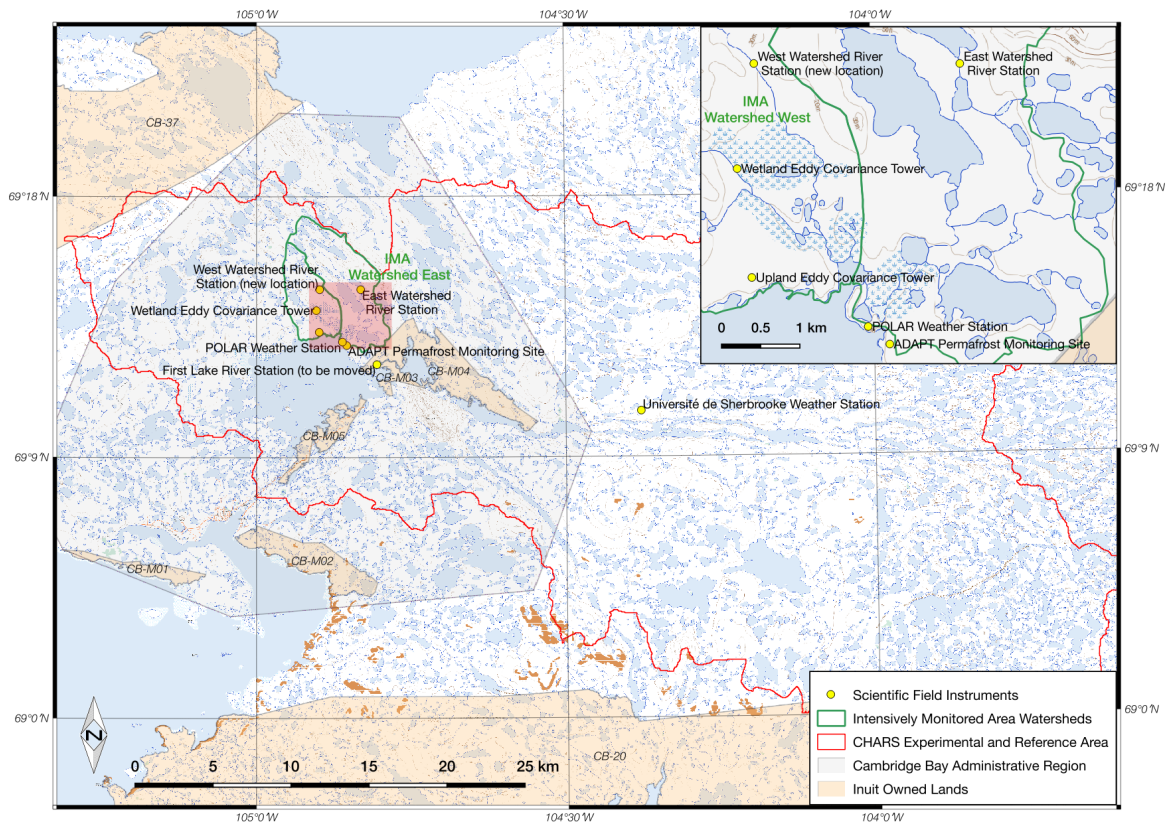 105°0´W
104°30´W
104°0´W
CB-37
69°18´N
69°18´N
West Watershed River
Station (new location)
East Watershed
River Station
IMA
Watershed West
Wetland Eddy Covariance Tower
Upland Eddy Covariance Tower
0 0.5 1 km
POLAR Weather Station
ADAPT Permafrost Monitoring Site
IMA
Watershed East
West Watershed River
Station (new location)
East Watershed
River Station
Wetland Eddy Covariance Tower
POLAR Weather Station
ADAPT Permafrost Monitoring Site
First Lake River Station (to be moved)
CB-M03
CB-M04
Université de Sherbrooke Weather Station
CB-M05
69°9´N
69°9´N
CB-M01
CB-M02
69°0´N
69°0´N
CB-20
N
0 5 10 15 20 25 km
Scientific Field Instruments
Intensively Monitored Area Watersheds
CHARS Experimental and Reference Area
Cambridge Bay Administrative Region
Inuit Owned Lands
105°0´W
104°30´W
104°0´W